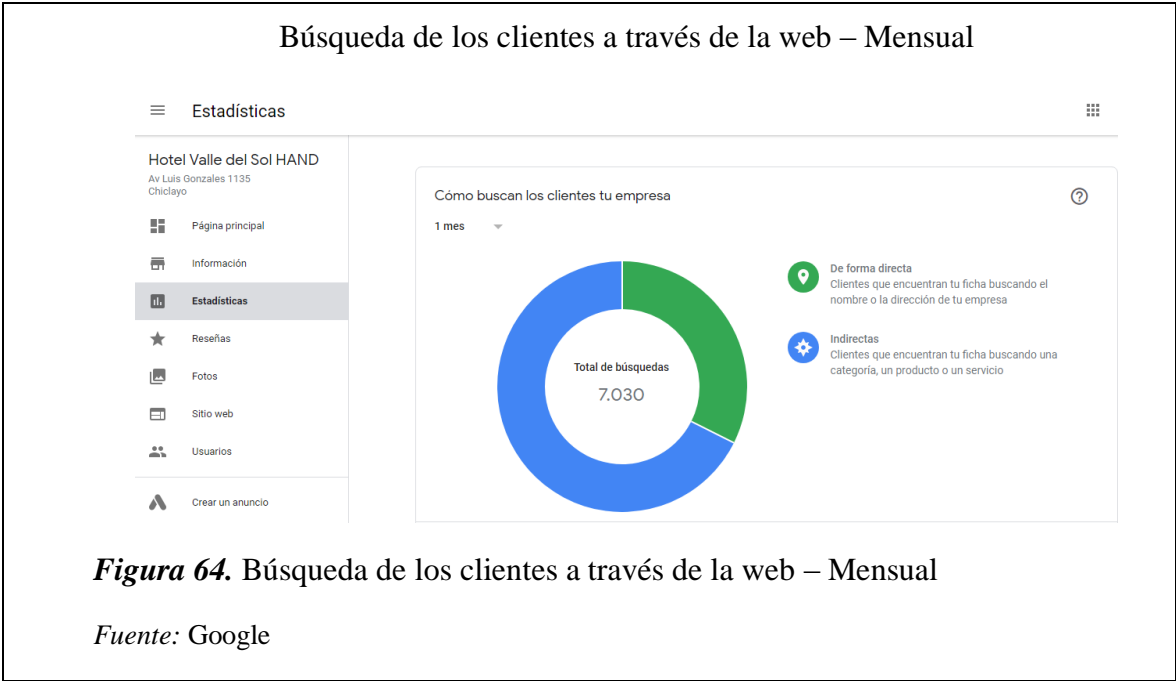 Búsqueda de los clientes a través de la web – Mensual
Estadísticas
Hotel Valle del Sol HAND
Av Luis Gonzales 1135
Chiclayo
Página principal
Información
Estadísticas
Reseñas
Fotos
Sitio web
Usuarios
Crear un anuncio
Cómo buscan los clientes tu empresa
1 mes
Total de búsquedas
7.030
De forma directa
Clientes que encuentran tu ficha buscando el
nombre o la dirección de tu empresa
Indirectas
Clientes que encuentran tu ficha buscando una
categoría, un producto o un servicio
Figura 64. Búsqueda de los clientes a través de la web – Mensual
Fuente: Google